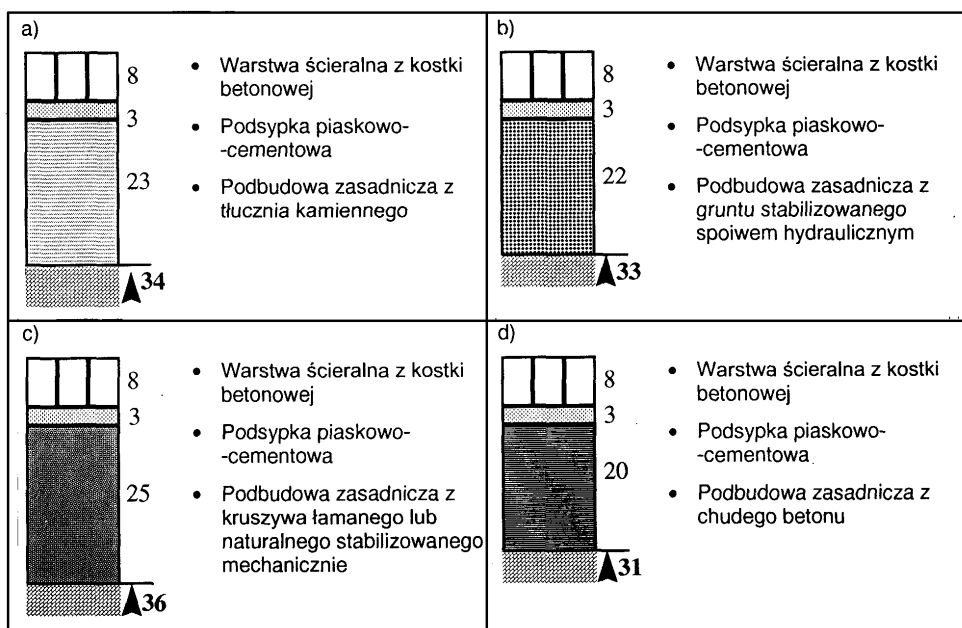 a)
8
3
23
34
• Warstwa ścieralna z kostki
betonowej
• Podsypka piaskowo-
-cementowa
• Podbudowa zasadnicza z
tłucznia kamiennego
b)
8
3
22
33
• Warstwa ścieralna z kostki
betonowej
• Podsypka piaskowo-
-cementowa
• Podbudowa zasadnicza z
gruntu stabilizowanego
spoiwem hydraulicznym
c)
8
3
25
36
• Warstwa ścieralna z kostki
betonowej
• Podsypka piaskowo-
-cementowa
• Podbudowa zasadnicza z
kruszywa łamanego lub
naturalnego stabilizowanego
mechanicznie
d)
8
3
20
31
• Warstwa ścieralna z kostki
betonowej
• Podsypka piaskowo-
-cementowa
• Podbudowa zasadnicza z
chudego betonu